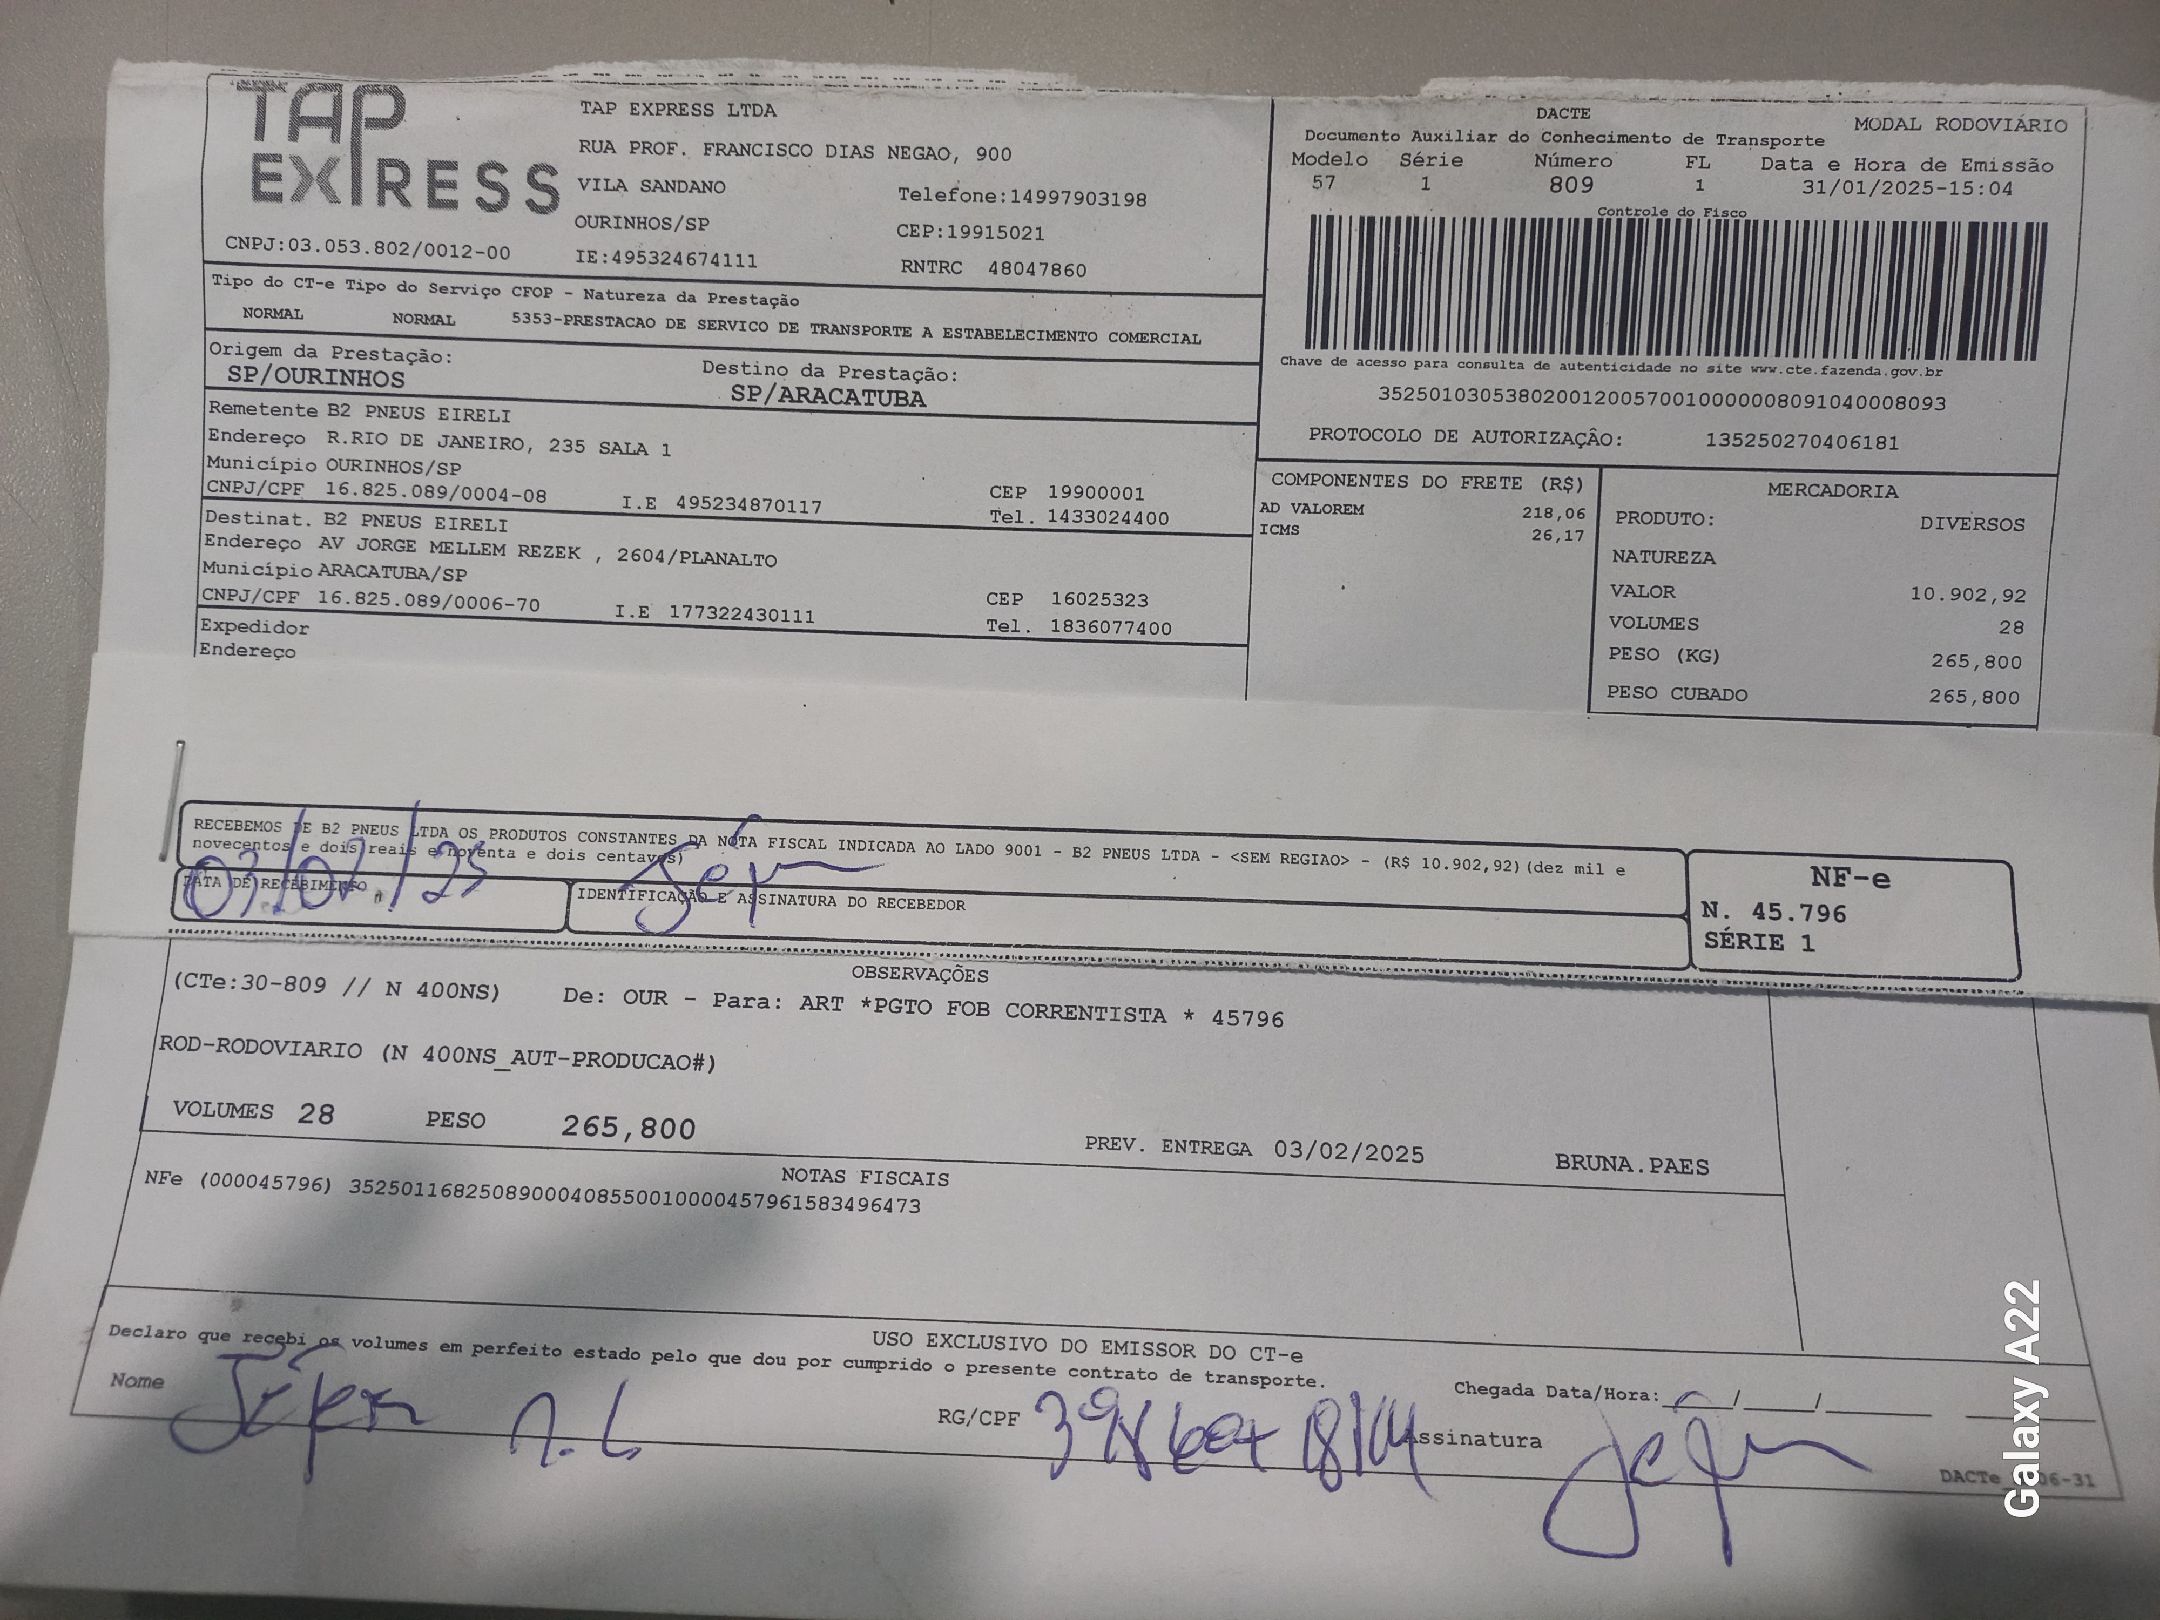 TAP EXPRESS
TAP EXPRESS LTDA
RUA PROF. FRANCISCO DIAS NEGAO, 900
VILA SANDANO Telefone:14997903198
OURINHOS/SP CEP:19915021
CNPJ:03.053.802/0012-00 IE:495324674111 RNTRC 48047860
DACTE MODAL RODOVIÁRIO
Documento Auxiliar do Conhecimento de Transporte
Modelo Série Número FL Data e Hora de Emissão
57 1 809 1 31/01/2025-15:04
Controle do Fisco
Chave de acesso para consulta de autenticidade no site www.cte.fazenda.gov.br
35250103053802001200570010000008091040008093
PROTOCOLO DE AUTORIZAÇÃO: 135250270406181
Tipo do CT-e Tipo do Serviço CFOP - Natureza da Prestação
NORMAL NORMAL 5353-PRESTACAO DE SERVICO DE TRANSPORTE A ESTABELECIMENTO COMERCIAL
Origem da Prestação: Destino da Prestação:
SP/OURINHOS SP/ARACATUBA
Remetente B2 PNEUS EIRELI
Endereço R.RIO DE JANEIRO, 235 SALA 1
Município OURINHOS/SP CEP 19900001
CNPJ/CPF 16.825.089/0004-08 I.E 495234870117 Tel. 1433024400
Destinat. B2 PNEUS EIRELI
Endereço AV JORGE MELLEM REZEK , 2604/PLANALTO
Município ARACATUBA/SP CEP 16025323
CNPJ/CPF 16.825.089/0006-70 I.E 177322430111 Tel. 1836077400
Expedidor
Endereço
COMPONENTES DO FRETE (R$)
AD VALOREM 218,06
ICMS 26,17
MERCADORIA
PRODUTO: DIVERSOS
NATUREZA
VALOR 10.902,92
VOLUMES 28
PESO (KG) 265,800
PESO CUBADO 265,800
RECEBEMOS DE B2 PNEUS LTDA OS PRODUTOS CONSTANTES DA NOTA FISCAL INDICADA AO LADO 9001 - B2 PNEUS LTDA - <SEM REGIAO> - (R$ 10.902,92)(dez mil e
novecentos e dois reais e noventa e dois centavos)
DATA DE RECEBIMENTO IDENTIFICAÇÃO E ASSINATURA DO RECEBEDOR
03/02/25
NF-e
N. 45.796
SÉRIE 1
OBSERVAÇÕES
(CTe:30-809 // N 400NS) De: OUR - Para: ART *PGTO FOB CORRENTISTA * 45796
ROD-RODOVIARIO (N 400NS_AUT-PRODUCAO#)
VOLUMES 28 PESO 265,800 PREV. ENTREGA 03/02/2025 BRUNA.PAES
NOTAS FISCAIS
NFe (000045796) 35250116825089000408550010000457961583496473
USO EXCLUSIVO DO EMISSOR DO CT-e
Declaro que recebi os volumes em perfeito estado pelo que dou por cumprido o presente contrato de transporte.
Nome RG/CPF Assinatura Chegada Data/Hora:__/__/__
DACTe 06-31
Galaxy A22